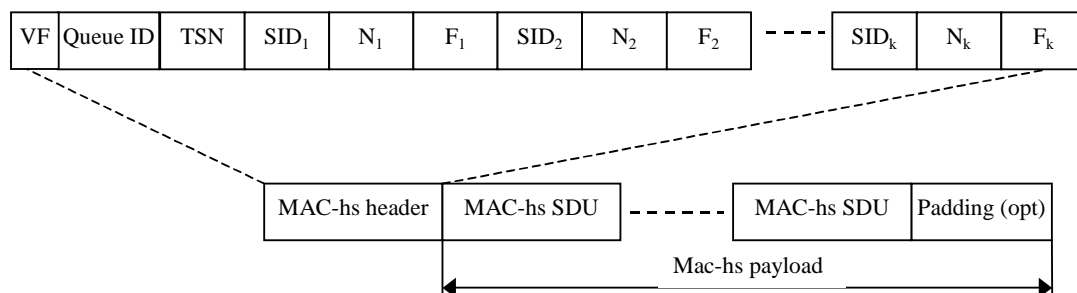 VF Queue ID TSN SID₁ N₁ F₁ SID₂ N₂ F₂ SIDₖ Nₖ Fₖ
MAC-hs header MAC-hs SDU MAC-hs SDU Padding (opt)
Mac-hs payload